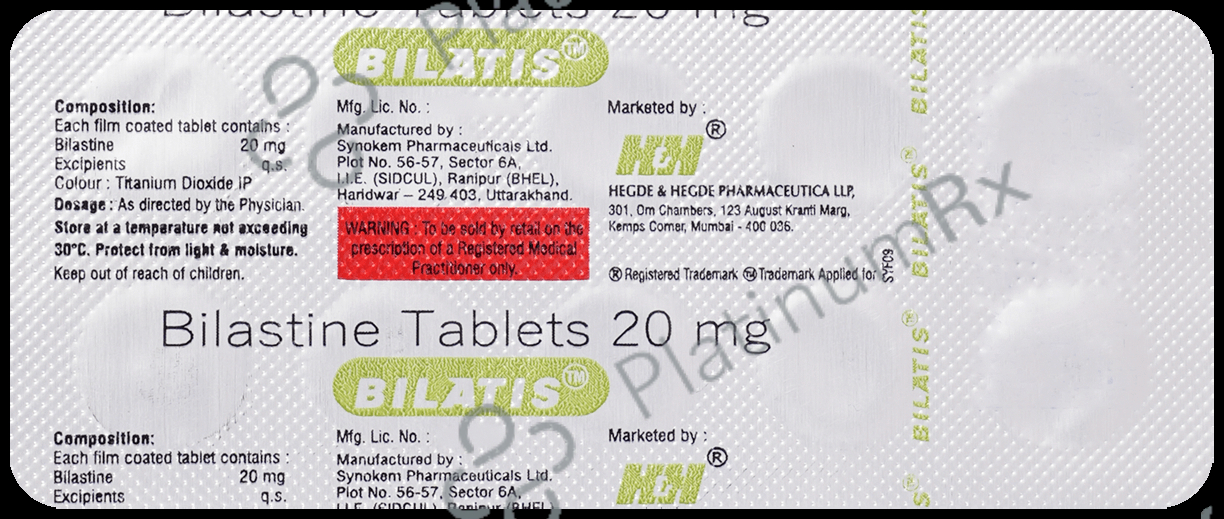 Bilastine Tablets 20 mg
BILATIS™
Composition:
Each film coated tablet contains :
Bilastine 20 mg
Excipients q.s.
Colour : Titanium Dioxide IP
Dosage : As directed by the Physician.
Store at a temperature not exceeding
30°C. Protect from light & moisture.
Keep out of reach of children.
Mfg. Lic. No. :
Manufactured by :
Synokem Pharmaceuticals Ltd.
Plot No. 56-57, Sector 6A,
I.I.E. (SIDCUL), Ranipur (BHEL),
Haridwar – 249 403, Uttarakhand.
WARNING : To be sold by retail on the
prescription of a Registered Medical
Practitioner only.
Marketed by :
H&H®
HEGDE & HEGDE PHARMACEUTICA LLP,
301, Om Chambers, 123 August Kranti Marg,
Kemps Corner, Mumbai - 400 036.
® Registered Trademark ™ Trademark Applied for
SYF09
BILATIS
BILATIS™
BILATIS™
S™
Bilastine Tablets 20 mg
BILATIS™
Composition:
Each film coated tablet contains :
Bilastine 20 mg
Excipients q.s.
Mfg. Lic. No. :
Manufactured by :
Synokem Pharmaceuticals Ltd.
Plot No. 56-57, Sector 6A,
I.I.E. (SIDCUL), Ranipur (BHEL)
Marketed by :
H&H®
PlatinumRx